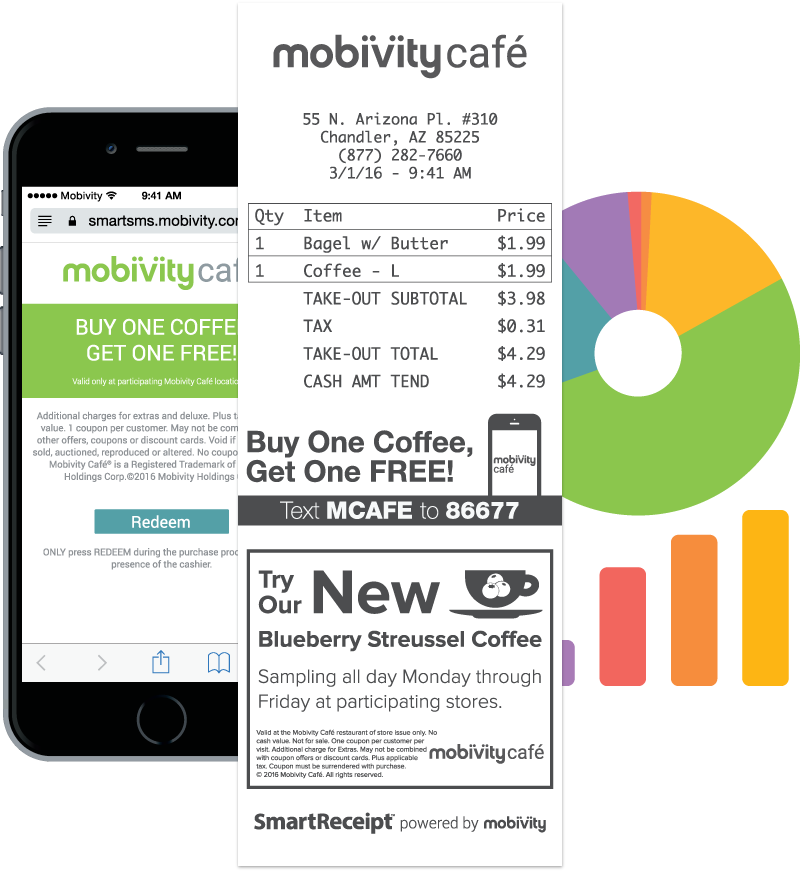 Mobivity 9:41 AM
smartsms.mobivity.com
mobivity caf
BUY ONE COFFE
GET ONE FREE!
Valid only at participating Mobivity Café locatio
Additional charges for extras and deluxe. Plus t
value. 1 coupon per customer. May not be com
other offers, coupons or discount cards. Void if
sold, auctioned, reproduced or altered. No coupo
Mobivity Café® is a Registered Trademark of
Holdings Corp.©2016 Mobivity Holdings
Redeem
ONLY press REDEEM during the purchase proc
presence of the cashier.
mobivity café
55 N. Arizona Pl. #310
Chandler, AZ 85225
(877) 282-7660
3/1/16 - 9:41 AM
Qty Item Price
1 Bagel w/ Butter $1.99
1 Coffee - L $1.99
TAKE-OUT SUBTOTAL $3.98
TAX $0.31
TAKE-OUT TOTAL $4.29
CASH AMT TEND $4.29
Buy One Coffee,
Get One FREE!
mobivity
café
Text MCAFE to 86677
Try
Our New
Blueberry Streussel Coffee
Sampling all day Monday through
Friday at participating stores.
Valid at the Mobivity Café restaurant of store issue only. No
cash value. Not for sale. One coupon per customer per
visit. Additional charge for Extras. May not be combined
with coupon offers or discount cards. Plus applicable
tax. Coupon must be surrendered with purchase.
© 2016 Mobivity Café. All rights reserved.
mobivity café
SmartReceipt™ powered by mobivity